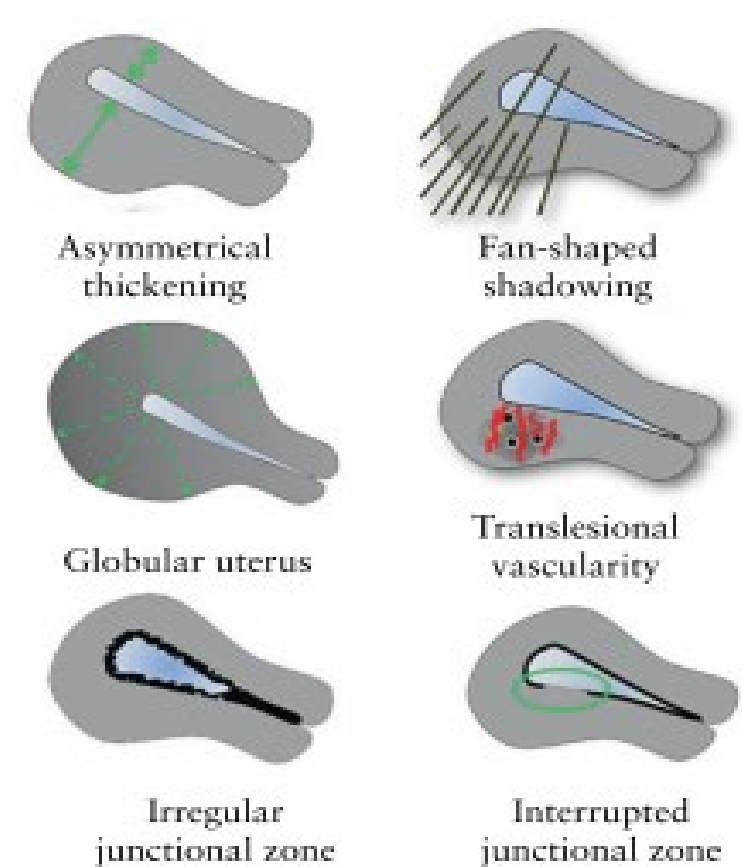 Asymmetrical
thickening
Fan-shaped
shadowing
Globular uterus
Translesional
vascularity
Irregular
junctional zone
Interrupted
junctional zone